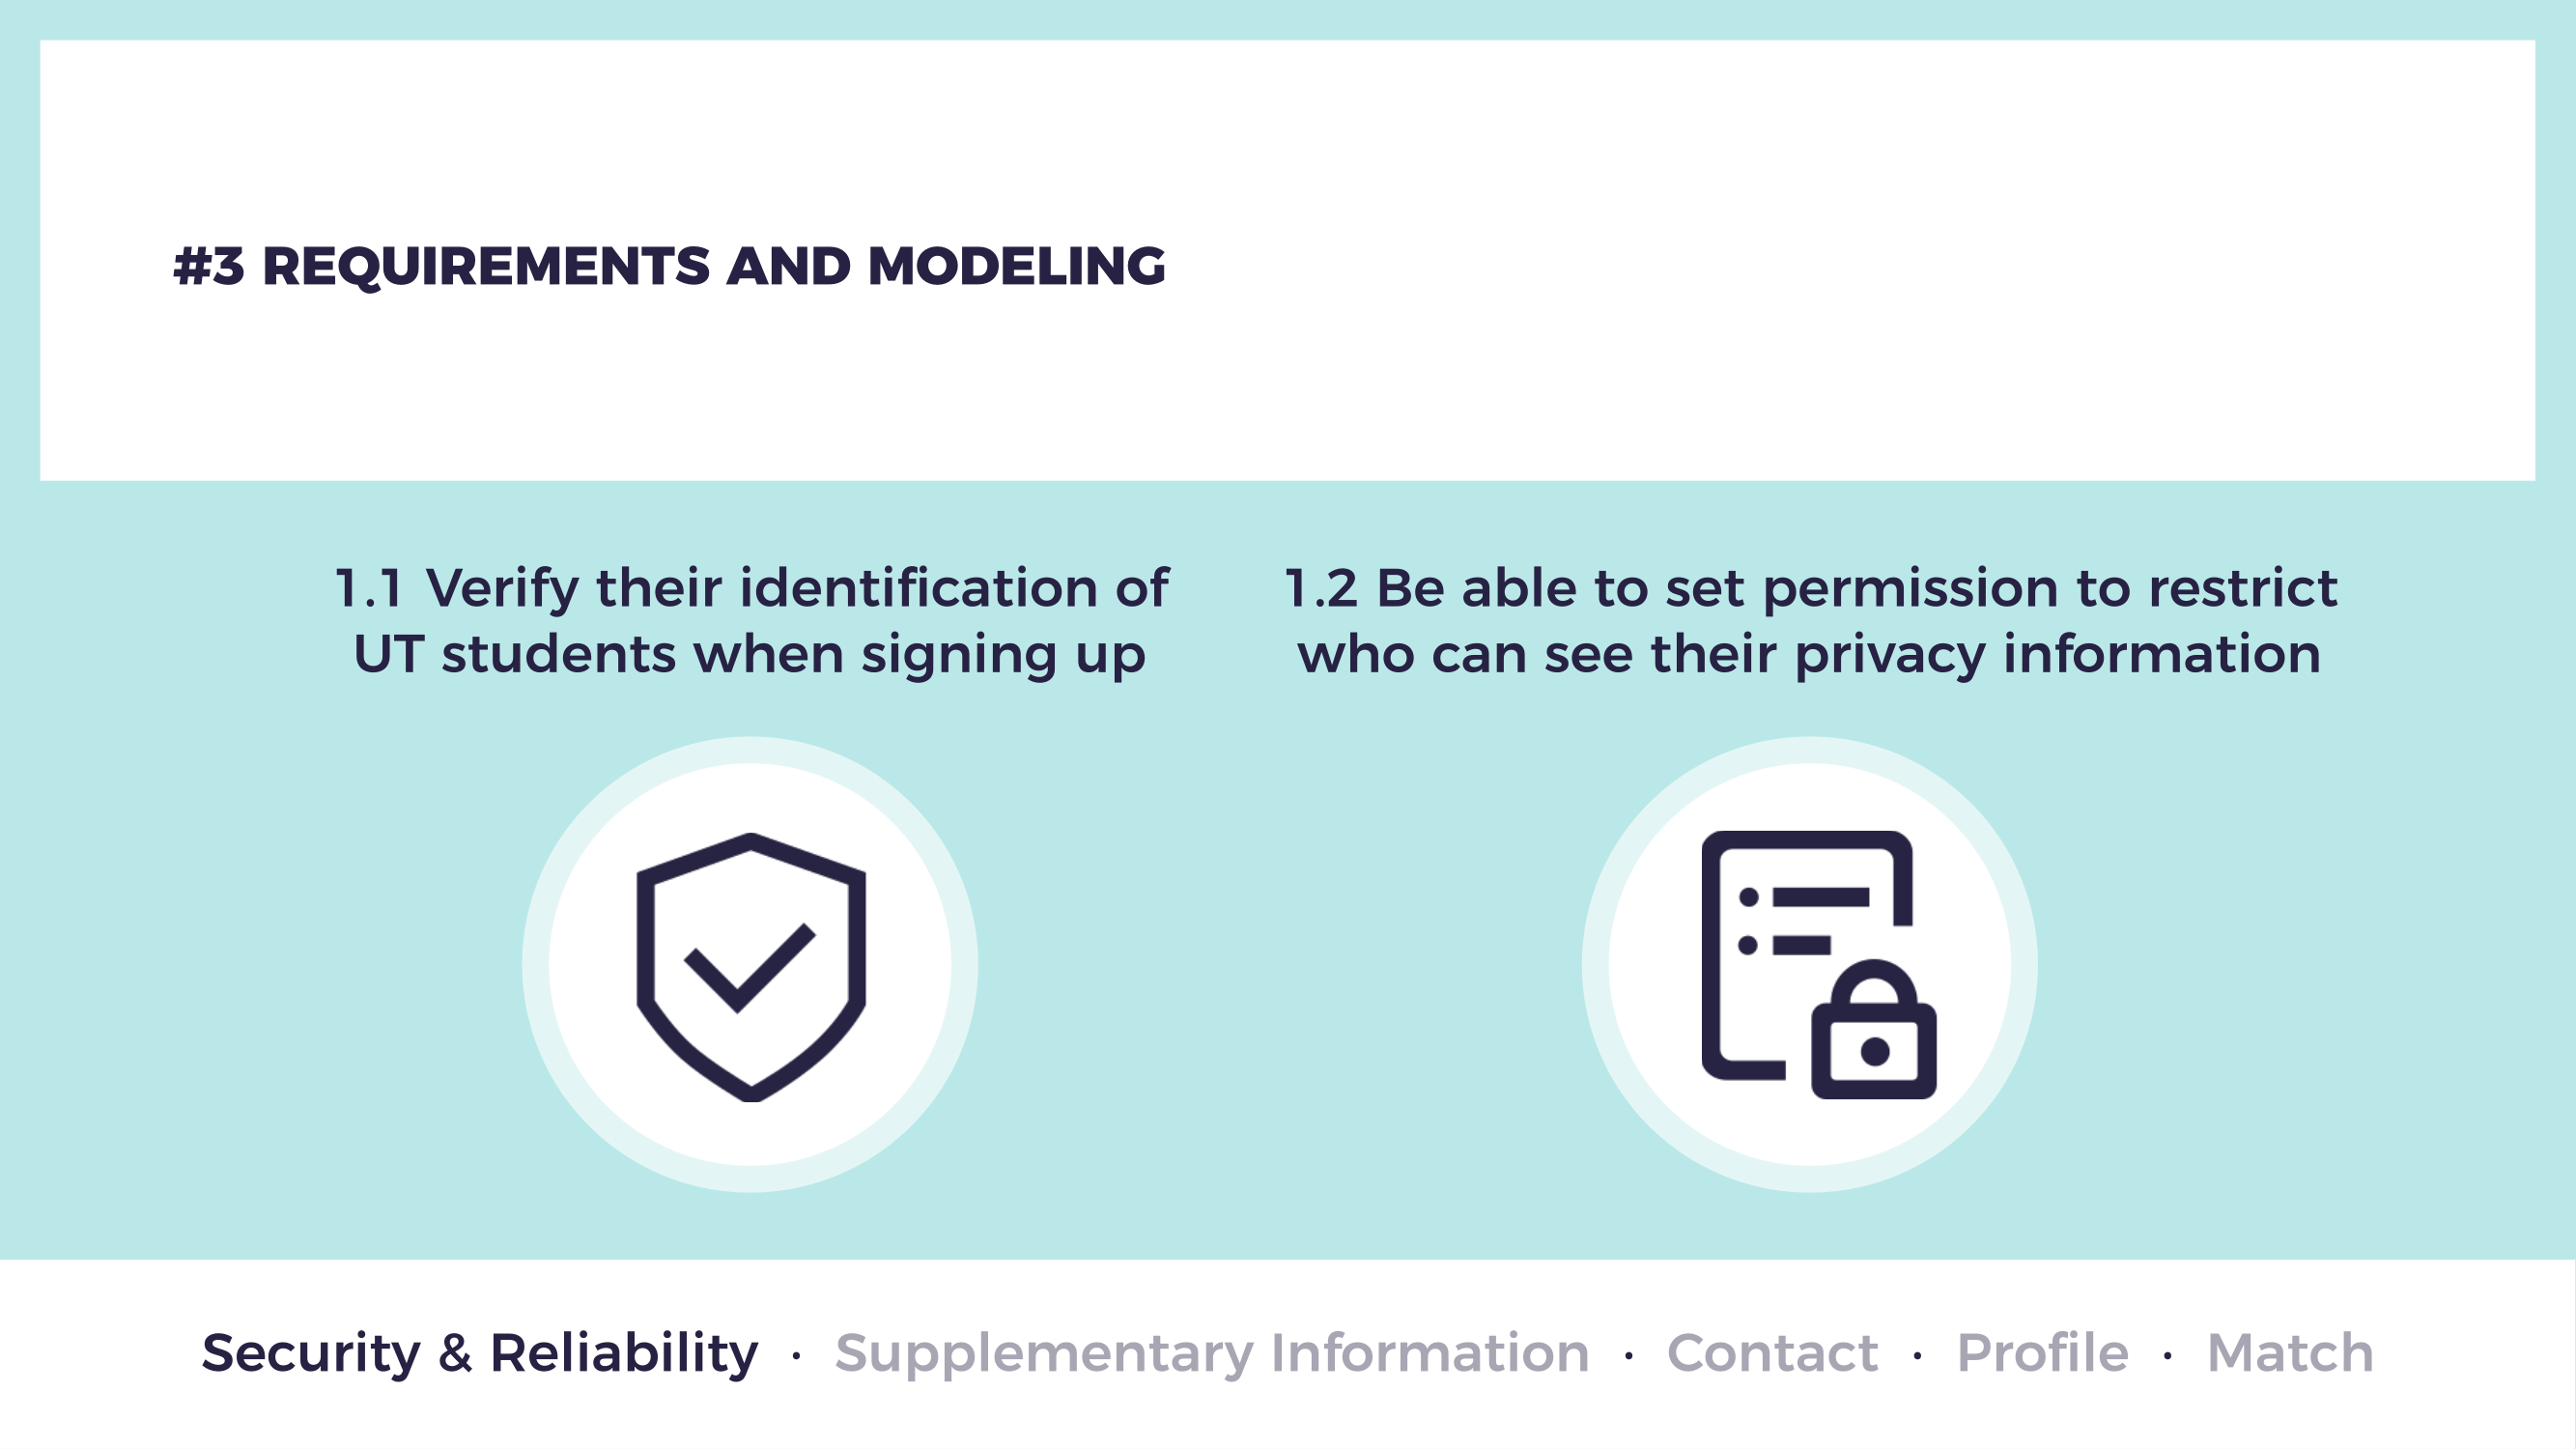 #3 REQUIREMENTS AND MODELING
1.1 Verify their identification of
UT students when signing up
1.2 Be able to set permission to restrict
who can see their privacy information
Security & Reliability · Supplementary Information · Contact · Profile · Match